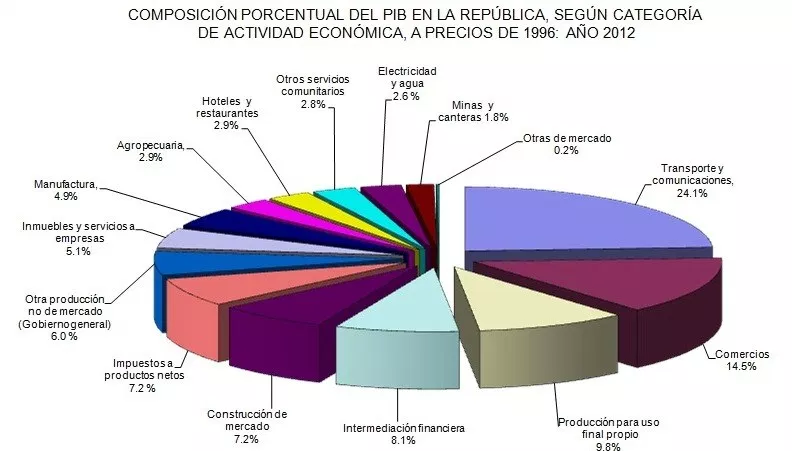 COMPOSICIÓN PORCENTUAL DEL PIB EN LA REPÚBLICA, SEGÚN CATEGORÍA
DE ACTIVIDAD ECONÓMICA, A PRECIOS DE 1996: AÑO 2012
Electricidad
y agua
2.6 %
Otros servicios
comunitarios
2.8%
Minas y
canteras 1.8%
Hoteles y
restaurantes
2.9%
Otras de mercado
0.2%
Agropecuaria,
2.9%
Transporte y
comunicaciones,
24.1%
Manufactura,
4.9%
Inmuebles y servicios a
empresas
5.1%
Otra producción
no de mercado
(Gobierno general)
6.0 %
Comercios
14.5%
Impuestos a
productos netos
7.2 %
Construcción de
mercado
7.2%
Intermediación financiera
8.1%
Producción para uso
final propio
9.8%